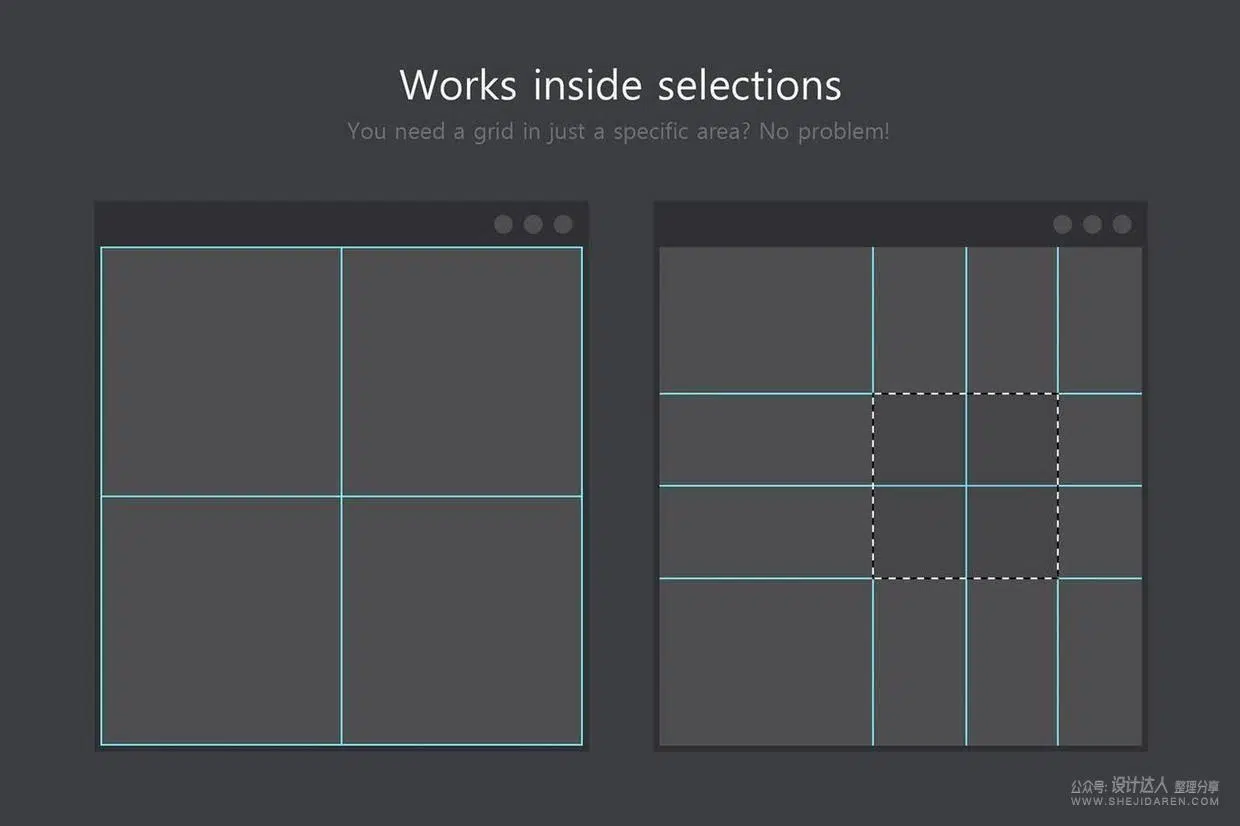 Works inside selections
You need a grid in just a specific area? No problem!
公众号: 设计达人 整理分享
WWW.SHEJIDAREN.COM